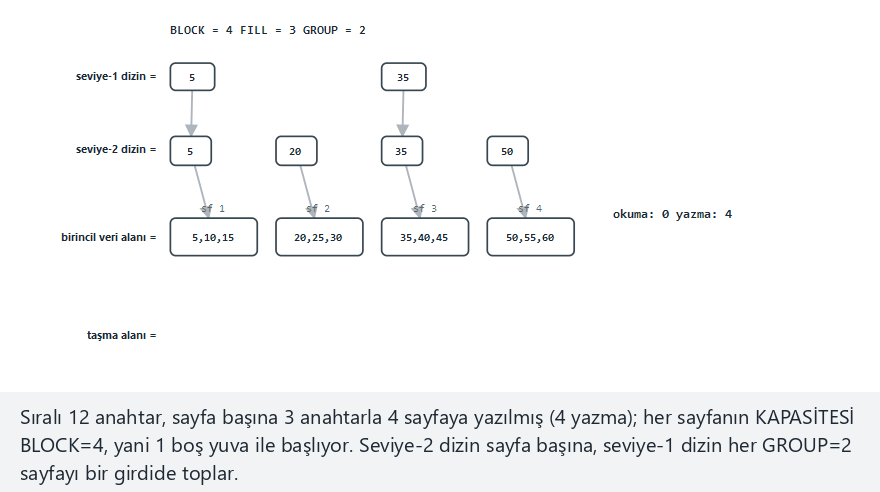 BLOCK = 4 FILL = 3 GROUP = 2
seviye-1 dizin = 5 35
seviye-2 dizin = 5 20 35 50
sf 1 sf 2 sf 3 sf 4
okuma: 0 yazma: 4
birincil veri alanı = 5,10,15 20,25,30 35,40,45 50,55,60
taşma alanı =
Sıralı 12 anahtar, sayfa başına 3 anahtarla 4 sayfaya yazılmış (4 yazma); her sayfanın KAPASİTESİ
BLOCK=4, yani 1 boş yuva ile başlıyor. Seviye-2 dizin sayfa başına, seviye-1 dizin her GROUP=2
sayfayı bir girdide toplar.